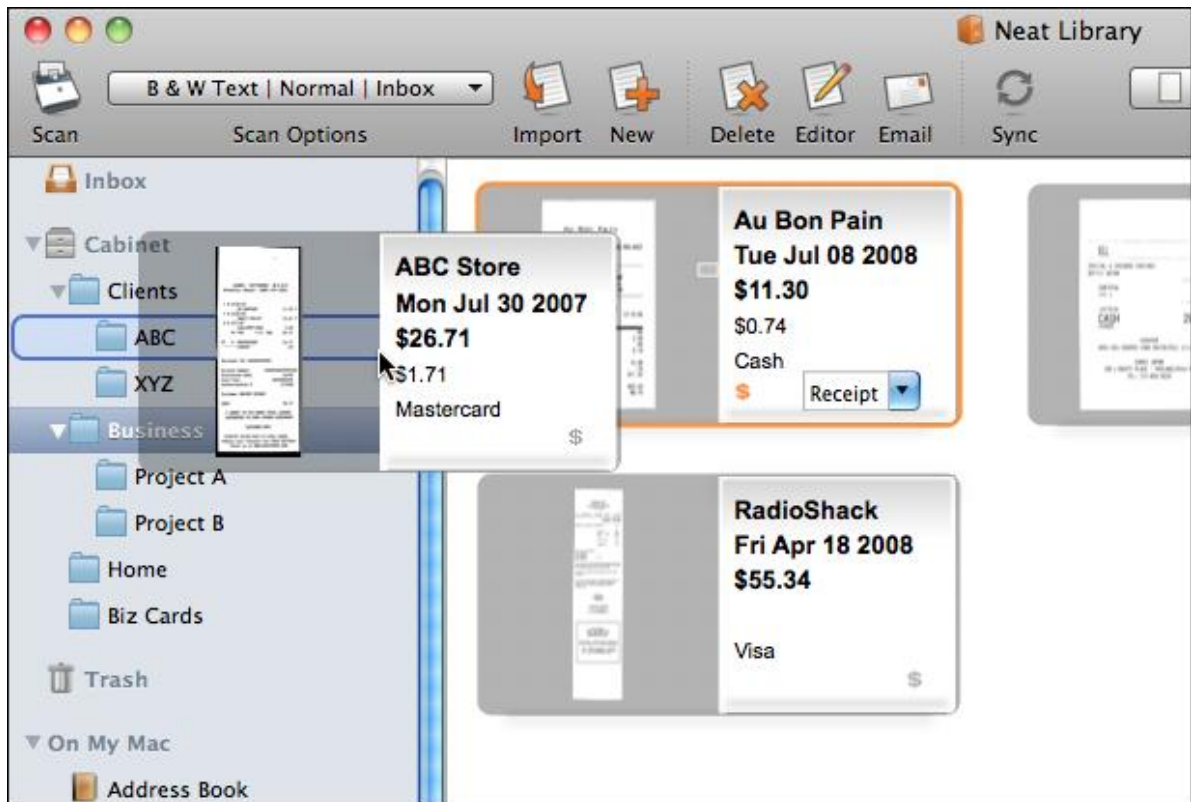 Neat Library
B & W Text | Normal | Inbox
Scan
Scan Options
Import
New
Delete
Editor
Email
Sync
Inbox
Cabinet
Clients
ABC
XYZ
Business
Project A
Project B
Home
Biz Cards
Trash
On My Mac
Address Book
ABC Store
Mon Jul 30 2007
$26.71
$1.71
Mastercard
$
Au Bon Pain
Tue Jul 08 2008
$11.30
$0.74
Cash
$
Receipt
RadioShack
Fri Apr 18 2008
$55.34
Visa
$
CASH